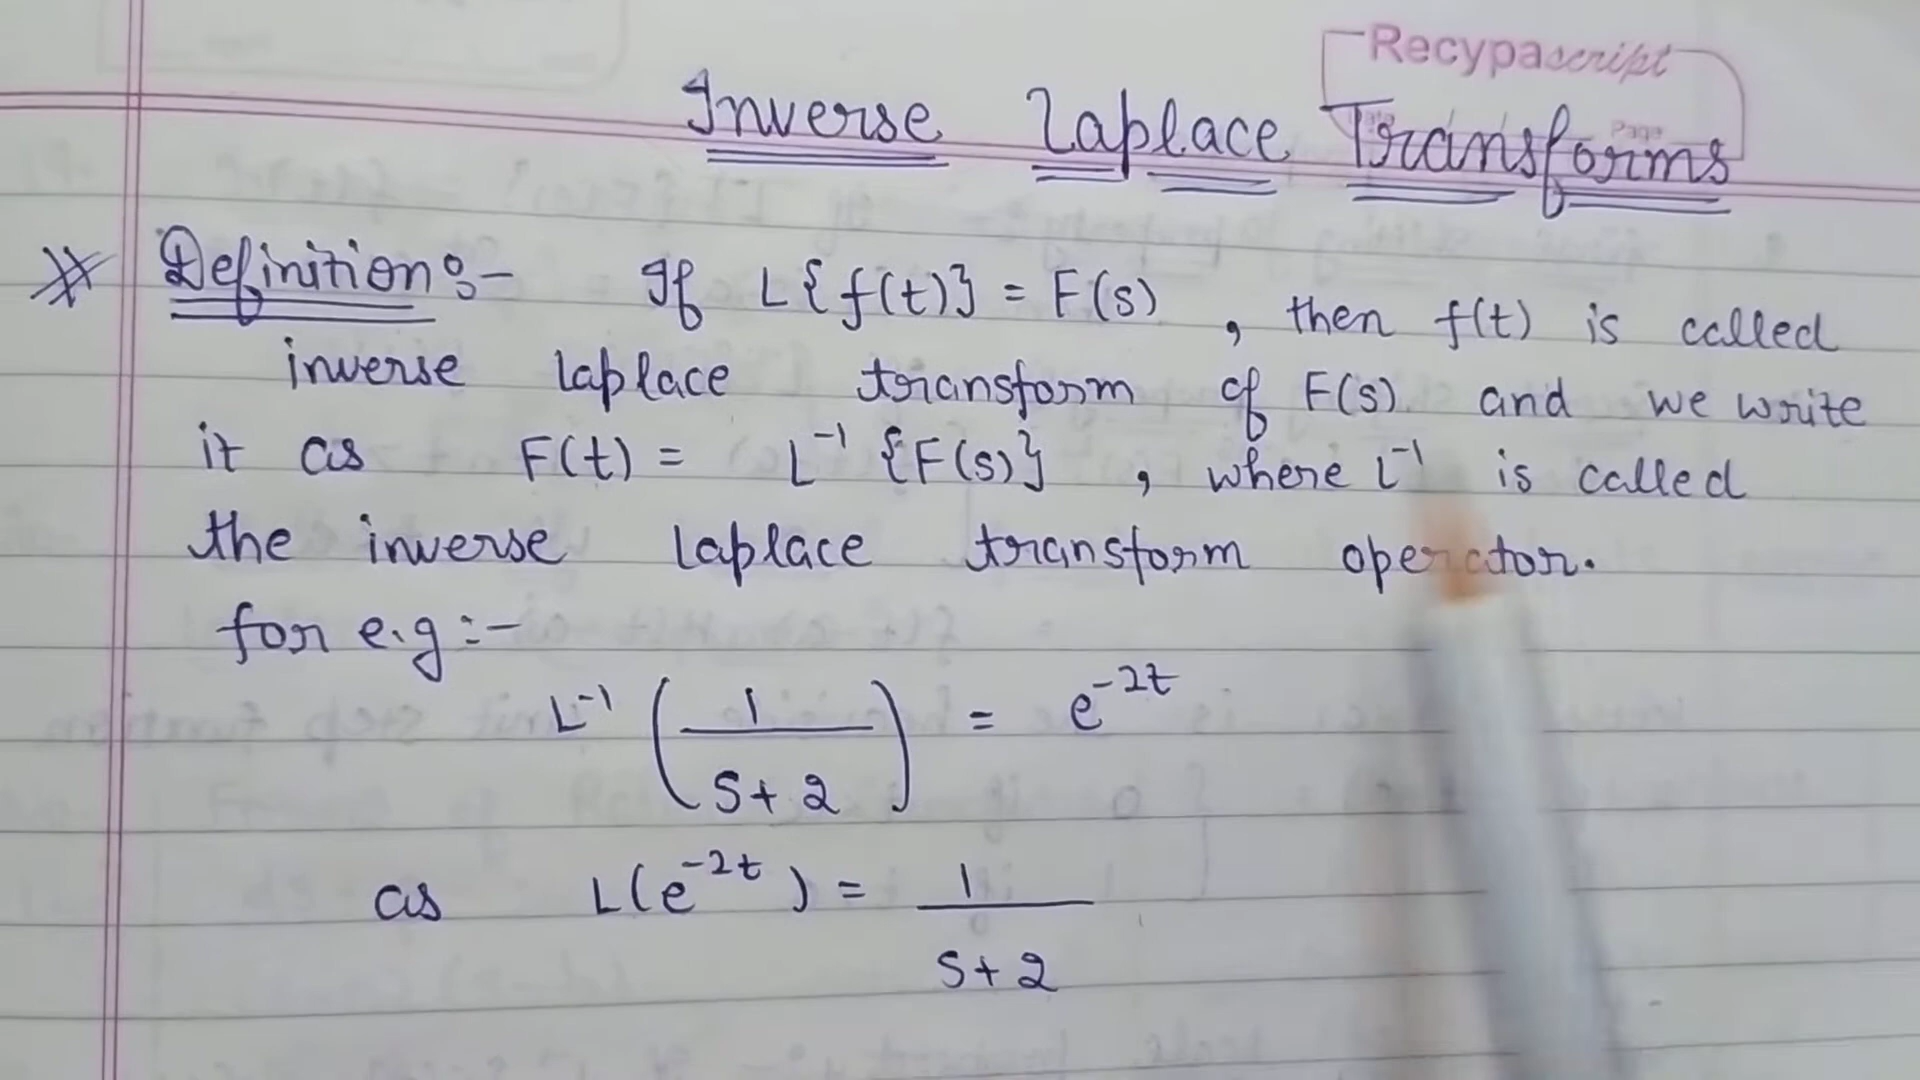 Recypascript
Page
Inverse Laplace Transforms
Definition:- If L{f(t)} = F(s) , then f(t) is called
inverse laplace transform of F(s) and we write
it as F(t) = L⁻¹ {F(s)} , where L⁻¹ is called
the inverse laplace transform operator.
for e.g :-
L⁻¹ (1/(S+2)) = e⁻²ᵗ
as L(e⁻²ᵗ) = 1/(S+2)